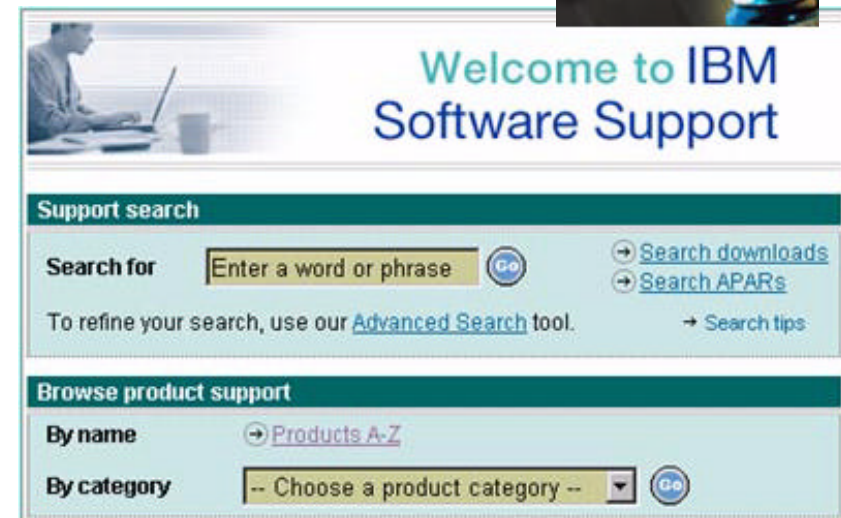 Welcome to IBM
Software Support
Support search
Search for Enter a word or phrase Go Search downloads
Search APARs
To refine your search, use our Advanced Search tool. Search tips
Browse product support
By name Products A-Z
By category -- Choose a product category -- Go